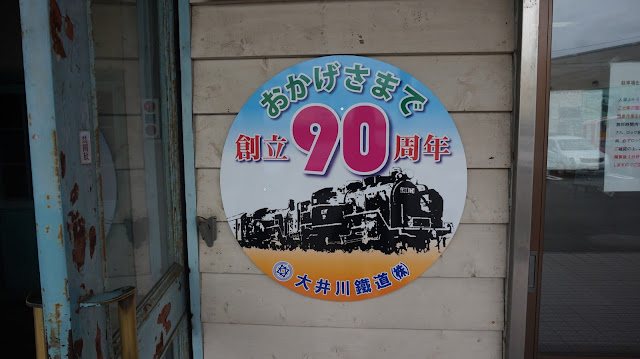 おかげさまで
創立90周年
大井川鐵道㈱